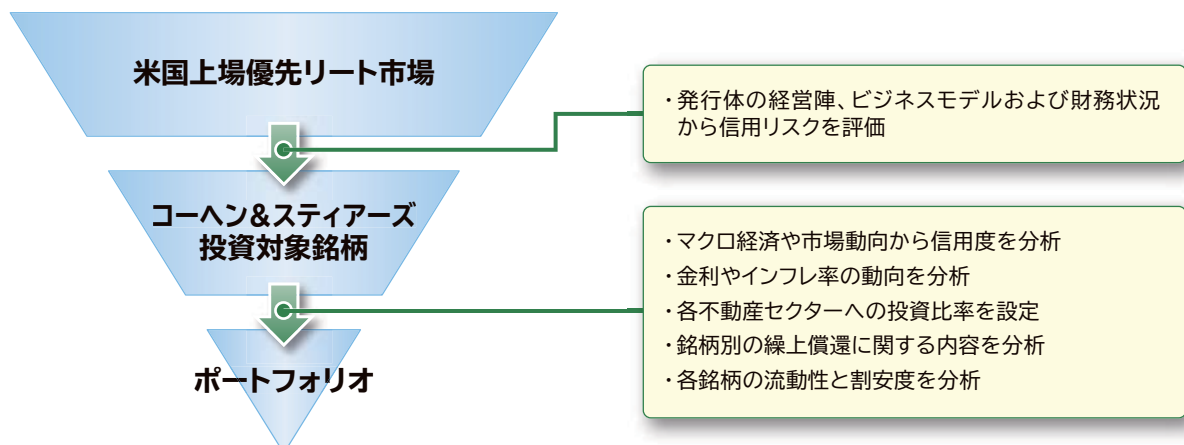 米国上場優先リート市場
・発行体の経営陣、ビジネスモデルおよび財務状況
から信用リスクを評価
コーヘン&スティアーズ
投資対象銘柄
・マクロ経済や市場動向から信用度を分析
・金利やインフレ率の動向を分析
・各不動産セクターへの投資比率を設定
・銘柄別の繰上償還に関する内容を分析
・各銘柄の流動性と割安度を分析
ポートフォリオ